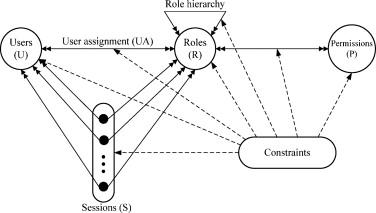 Role hierarchy
Users
(U)
User assignment (UA)
Roles
(R)
Permissions
(P)
Constraints
Sessions (S)